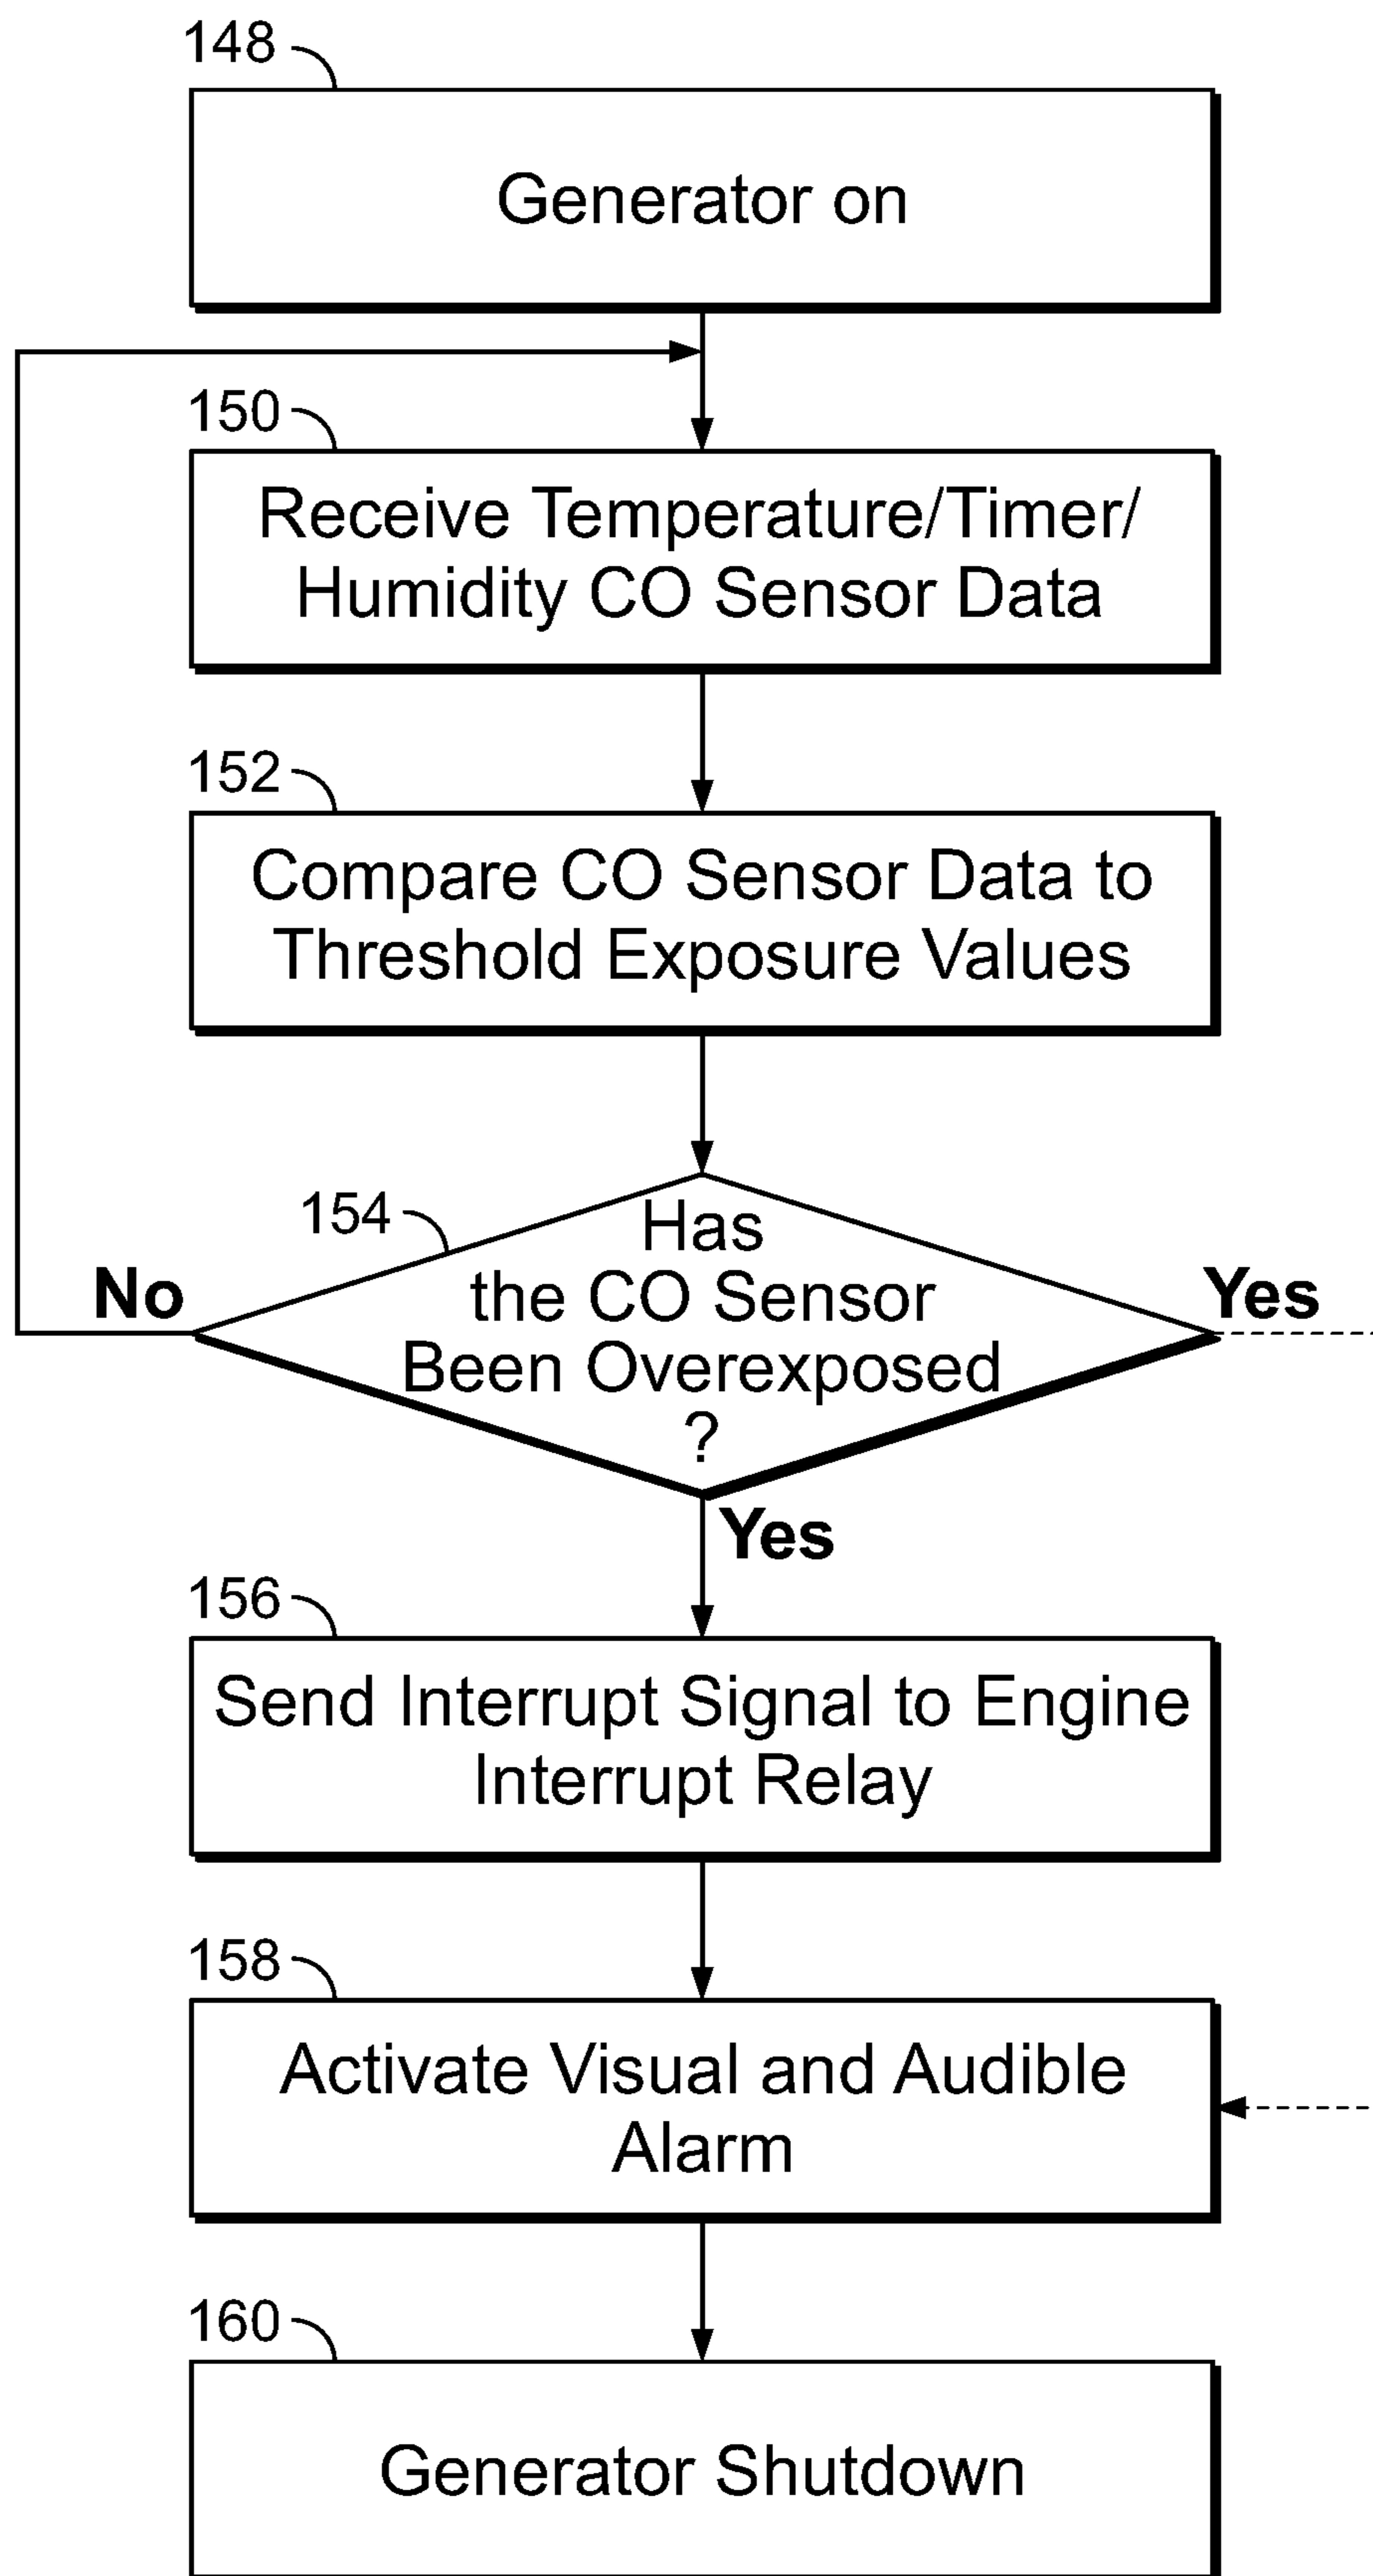 148
Generator on
150
Receive Temperature/Timer/
Humidity CO Sensor Data
152
Compare CO Sensor Data to
Threshold Exposure Values
154
Has
the CO Sensor
Been Overexposed
?
No
Yes
Yes
156
Send Interrupt Signal to Engine
Interrupt Relay
158
Activate Visual and Audible
Alarm
160
Generator Shutdown